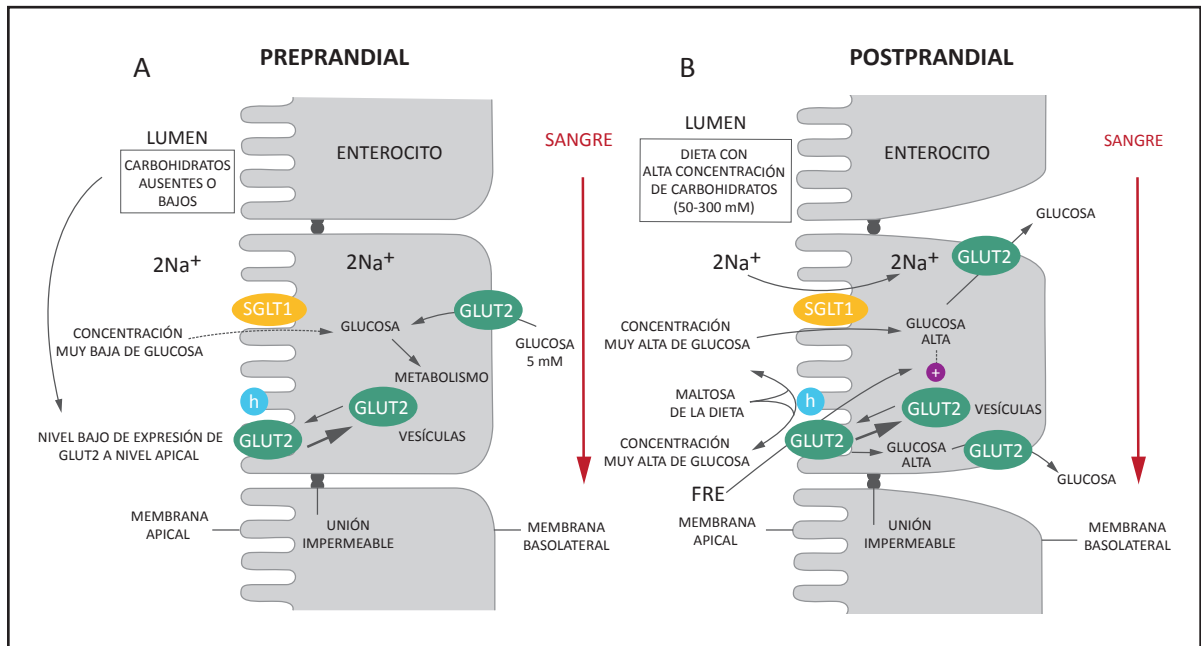 A
PREPRANDIAL
LUMEN
CARBOHIDRATOS
AUSENTES O
BAJOS
ENTEROCITO
SANGRE
2Na+
2Na+
SGLT1
GLUT2
CONCENTRACIÓN
MUY BAJA DE GLUCOSA
GLUCOSA
GLUCOSA
5 mM
METABOLISMO
h
GLUT2
VESÍCULAS
NIVEL BAJO DE EXPRESIÓN DE
GLUT2 A NIVEL APICAL
GLUT2
MEMBRANA
APICAL
UNIÓN
IMPERMEABLE
MEMBRANA
BASOLATERAL
B
POSTPRANDIAL
LUMEN
DIETA CON
ALTA CONCENTRACIÓN
DE CARBOHIDRATOS
(50-300 mM)
ENTEROCITO
SANGRE
GLUCOSA
GLUT2
2Na+
2Na+
SGLT1
CONCENTRACIÓN
MUY ALTA DE GLUCOSA
GLUCOSA
ALTA
+
MALTOSA
DE LA DIETA
h
GLUT2
VESÍCULAS
CONCENTRACIÓN
MUY ALTA DE GLUCOSA
GLUT2
GLUCOSA
ALTA
GLUT2
GLUCOSA
FRE
MEMBRANA
APICAL
UNIÓN
IMPERMEABLE
MEMBRANA
BASOLATERAL